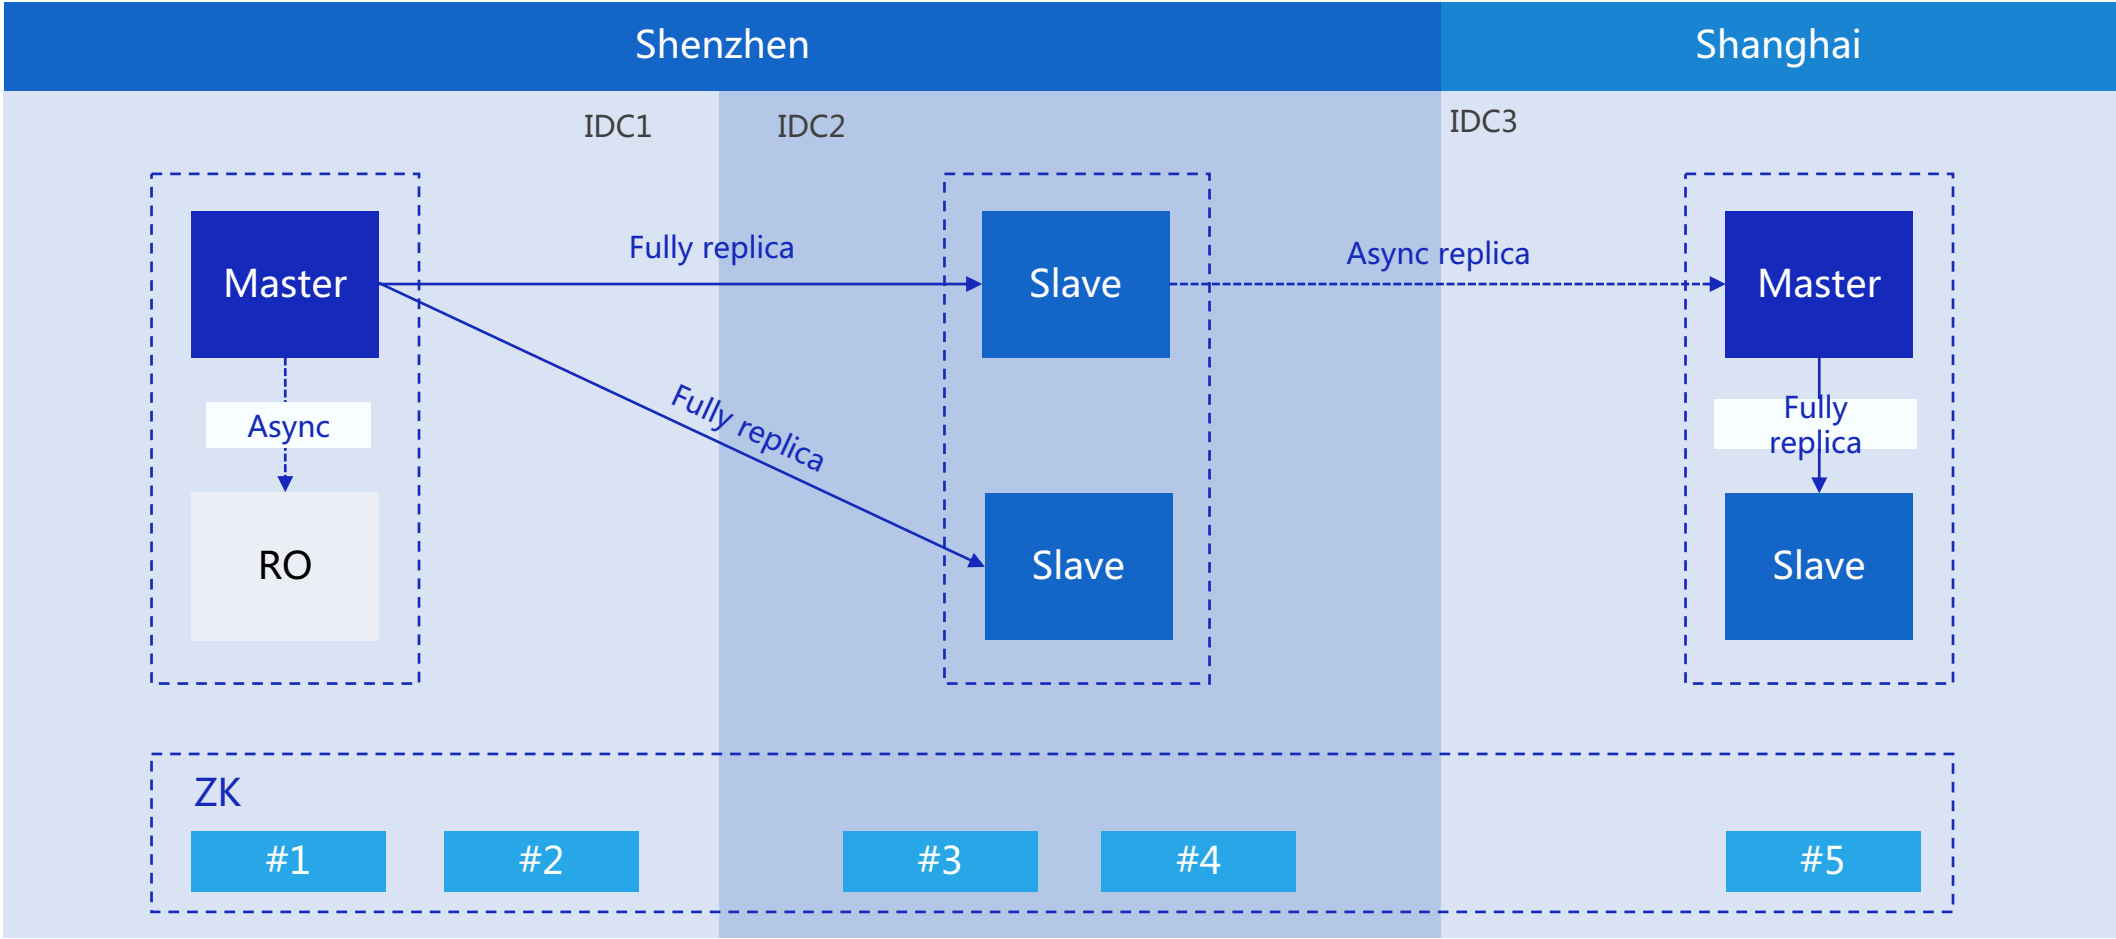 Shenzhen
Shanghai
IDC1
IDC2
IDC3
Master
Fully replica
Slave
Async replica
Master
Async
Fully replica
Fully
replica
RO
Slave
Slave
ZK
#1
#2
#3
#4
#5